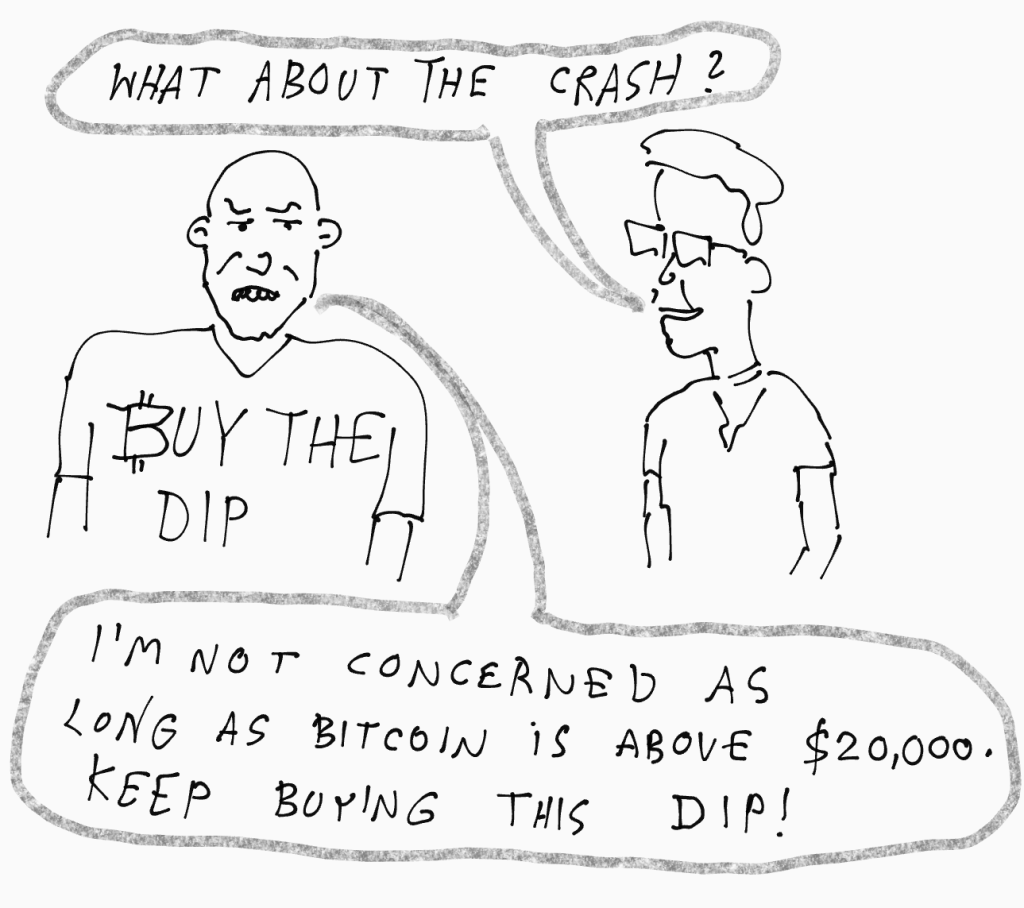 WHAT ABOUT THE CRASH?
₿UY THE
DIP
I'M NOT CONCERNED AS
LONG AS BITCOIN iS ABOVE $20,000.
KEEP BUYING THIS DIP!